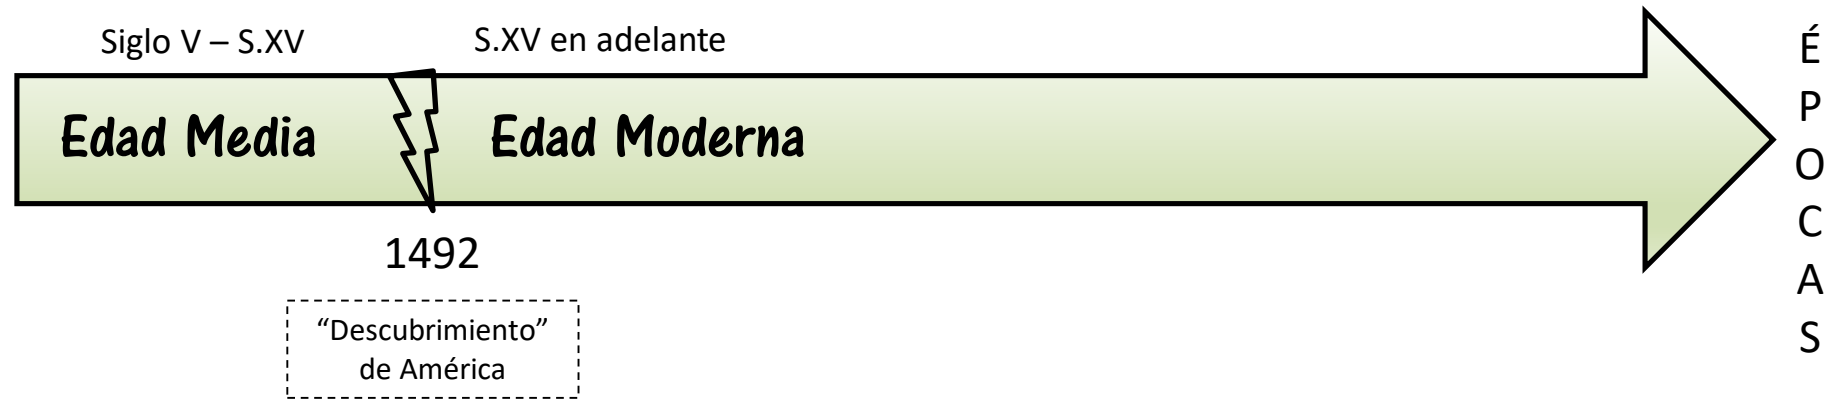 Siglo V – S.XV
S.XV en adelante
Edad Media
Edad Moderna
1492
“Descubrimiento”
de América
É
P
O
C
A
S